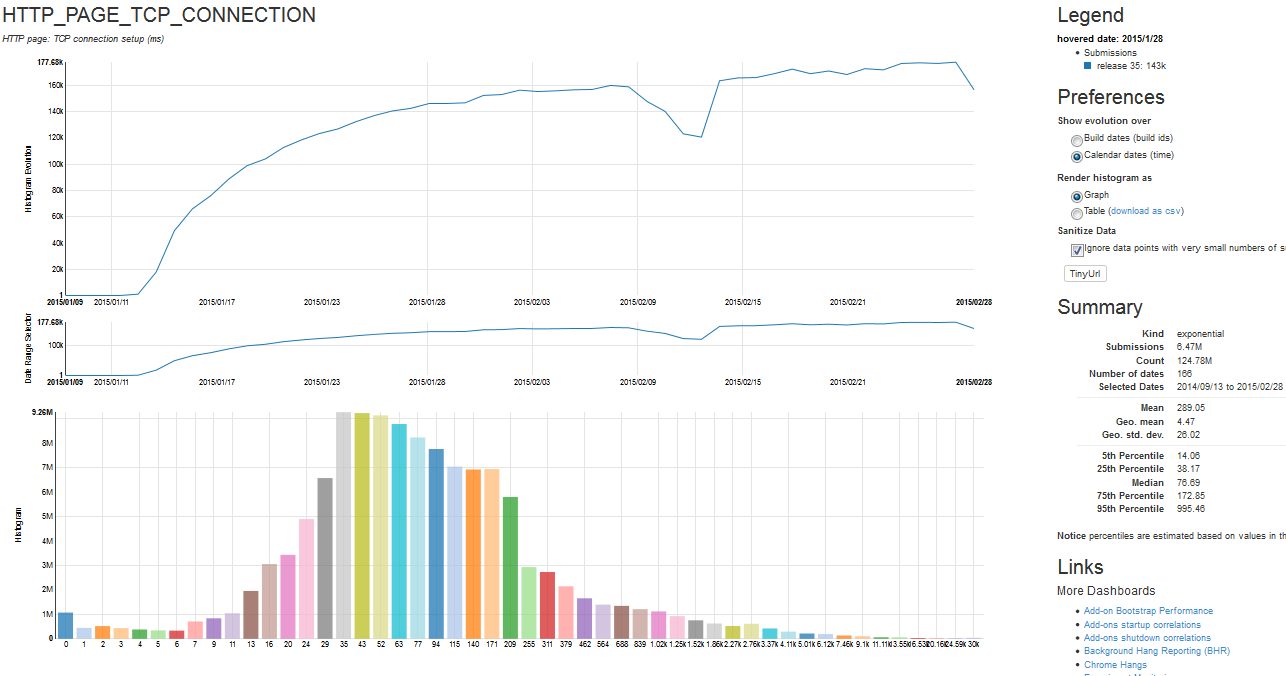 HTTP_PAGE_TCP_CONNECTION
HTTP page: TCP connection setup (ms)
177.68k
160k
140k
120k
100k
80k
60k
40k
20k
1
Histogram Evolution
2015/01/09 2015/01/11 2015/01/17 2015/01/23 2015/01/28 2015/02/03 2015/02/09 2015/02/15 2015/02/21 2015/02/28
177.68k
100k
1
Date Range Selector
2015/01/09 2015/01/11 2015/01/17 2015/01/23 2015/01/28 2015/02/03 2015/02/09 2015/02/15 2015/02/21 2015/02/28
9.26M
8M
7M
6M
5M
4M
3M
2M
1M
0
Histogram
0 1 2 3 4 5 6 7 9 11 13 16 20 24 29 35 43 52 63 77 94 115 140 171 209 255 311 379 462 564 688 839 1.02k 1.25k 1.52k 1.86k 2.27k 2.76k 3.37k 4.11k 5.01k 6.12k 7.46k 9.1k 11.11k 13.55k 16.53k 20.16k 24.59k 30k
Legend
hovered date: 2015/1/28
Submissions
release 35: 143k
Preferences
Show evolution over
Build dates (build ids)
Calendar dates (time)
Render histogram as
Graph
Table (download as csv)
Sanitize Data
Ignore data points with very small numbers of
TinyUrl
Summary
Kind exponential
Submissions 6.47M
Count 124.78M
Number of dates 166
Selected Dates 2014/09/13 to 2015/02/28
Mean 289.05
Geo. mean 4.47
Geo. std. dev. 26.02
5th Percentile 14.06
25th Percentile 38.17
Median 76.69
75th Percentile 172.85
95th Percentile 995.46
Notice percentiles are estimated based on values in
Links
More Dashboards
Add-on Bootstrap Performance
Add-ons startup correlations
Add-ons shutdown correlations
Background Hang Reporting (BHR)
Chrome Hangs